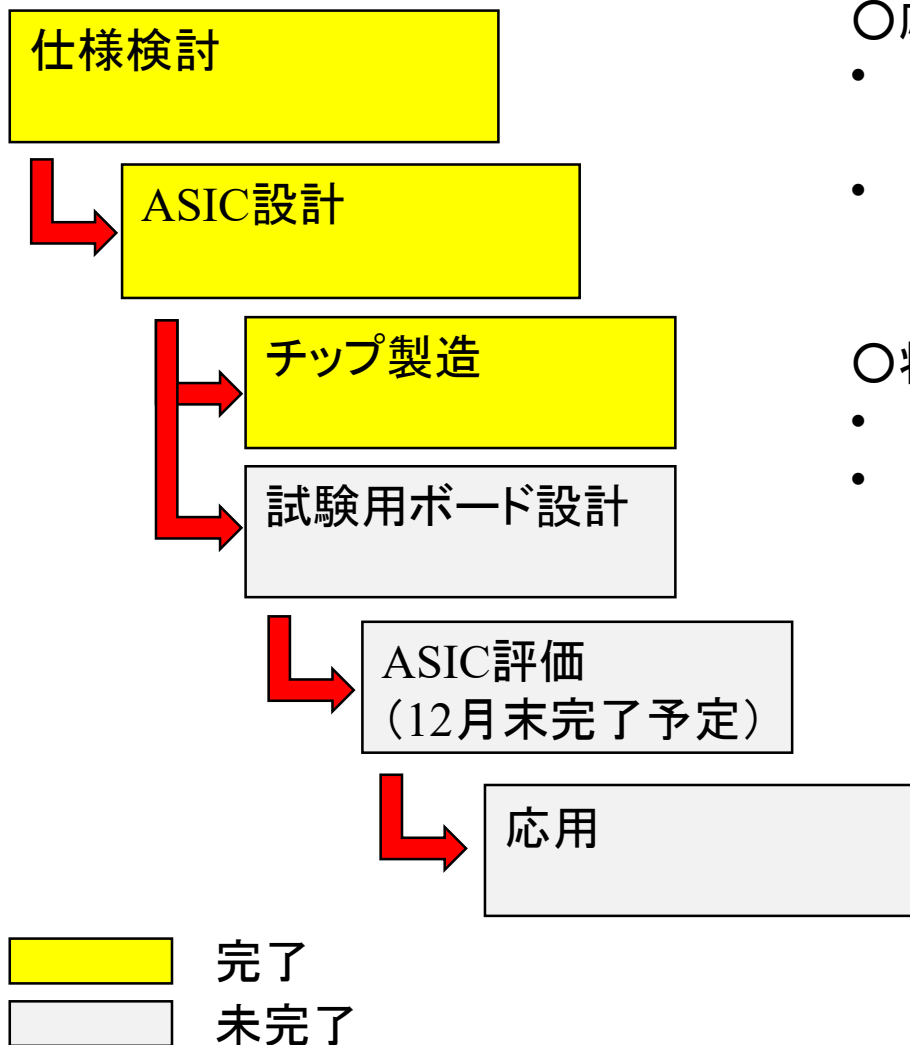 仕様検討
ASIC設計
チップ製造
試験用ボード設計
ASIC評価
（12月末完了予定）
応用
完了
未完了